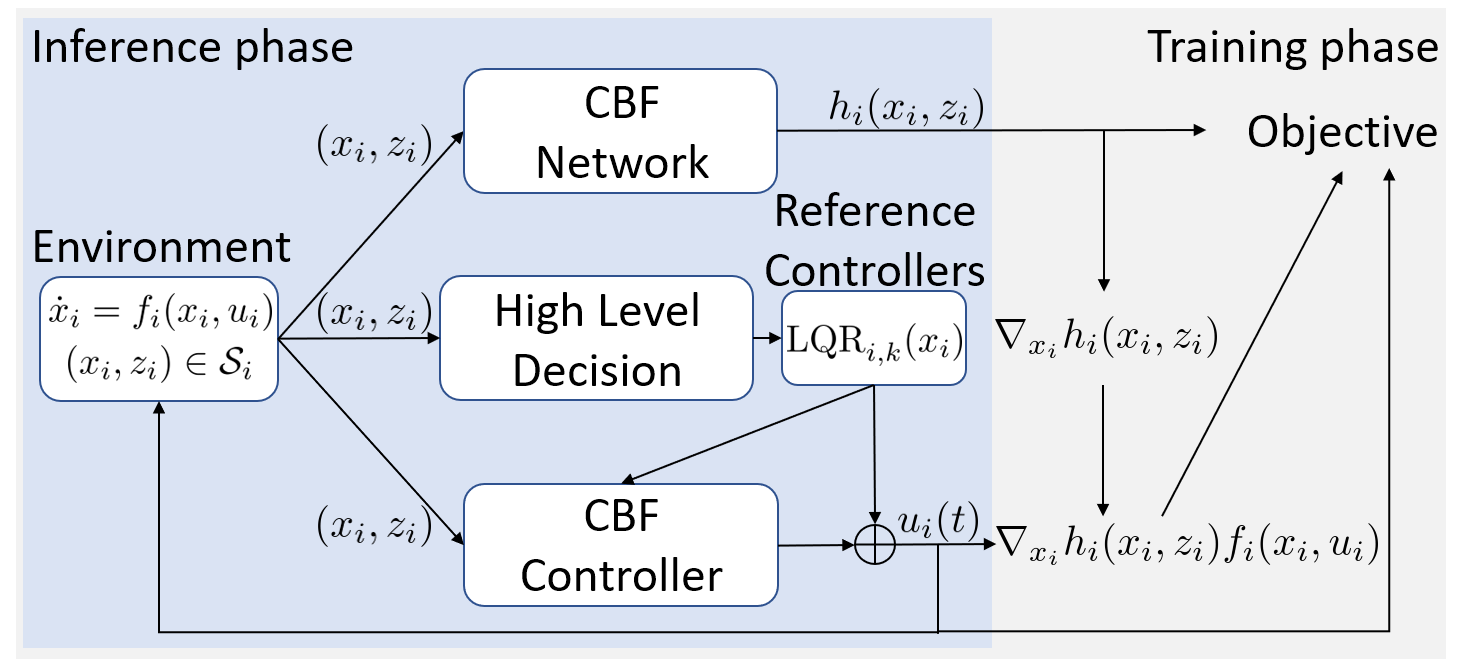 Inference phase
Training phase
CBF
Network
$h_i(x_i, z_i)$
Objective
$(x_i, z_i)$
Reference
Controllers
Environment
$\dot{x}_i = f_i(x_i, u_i)$
$(x_i, z_i) \in \mathcal{S}_i$
$(x_i, z_i)$
High Level
Decision
$\mathrm{LQR}_{i,k}(x_i)$
$\nabla_{x_i} h_i(x_i, z_i)$
$(x_i, z_i)$
CBF
Controller
$u_i(t)$
$\nabla_{x_i} h_i(x_i, z_i) f_i(x_i, u_i)$